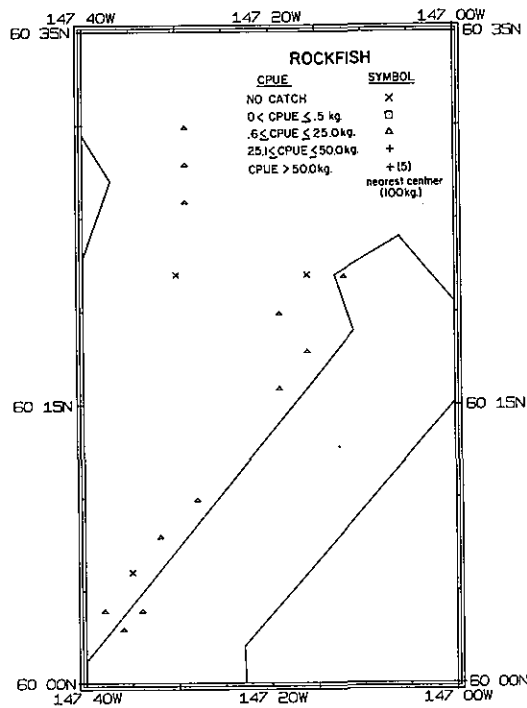 147 40W 147 20W 147 00W
60 35N 60 35N
ROCKFISH
CPUE SYMBOL
NO CATCH ×
0 < CPUE ≤ .5 kg. □
.6 ≤ CPUE ≤ 25.0kg. △
25.1 ≤ CPUE ≤ 50.0kg. +
CPUE > 50.0kg. + (5)
nearest centner
(100kg.)
60 15N 60 15N
60 00N 60 00N
147 40W 147 20W 147 00W